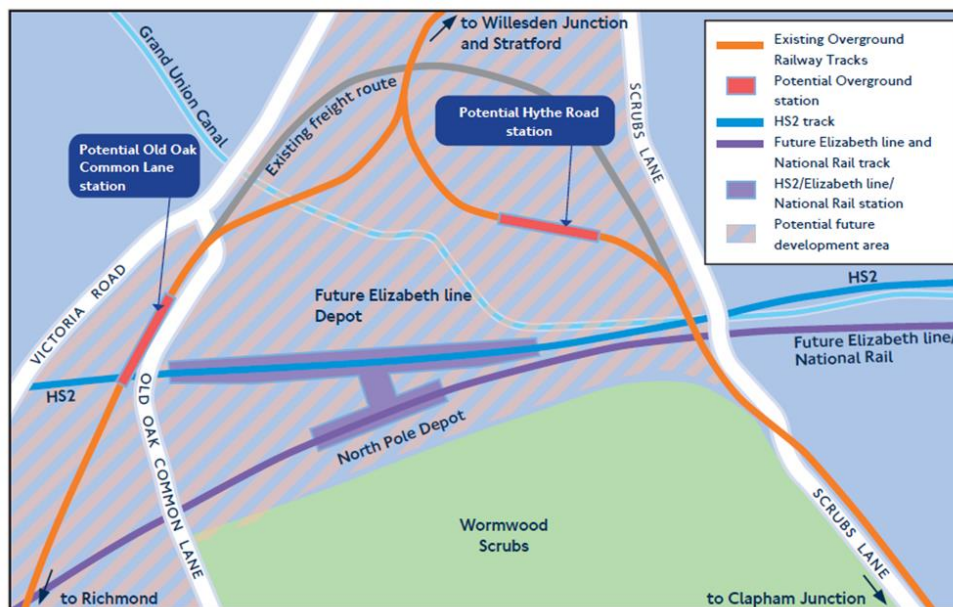 to Willesden Junction
and Stratford
Grand Union Canal
Existing freight route
SCRUBS LANE
Potential Hythe Road
station
Potential Old Oak
Common Lane
station
VICTORIA ROAD
Future Elizabeth line
Depot
HS2
Future Elizabeth line/
National Rail
HS2
OLD OAK COMMON LANE
North Pole Depot
Wormwood
Scrubs
SCRUBS LANE
to Richmond
to Clapham Junction
Existing Overground
Railway Tracks
Potential Overground
station
HS2 track
Future Elizabeth line and
National Rail track
HS2/Elizabeth line/
National Rail station
Potential future
development area